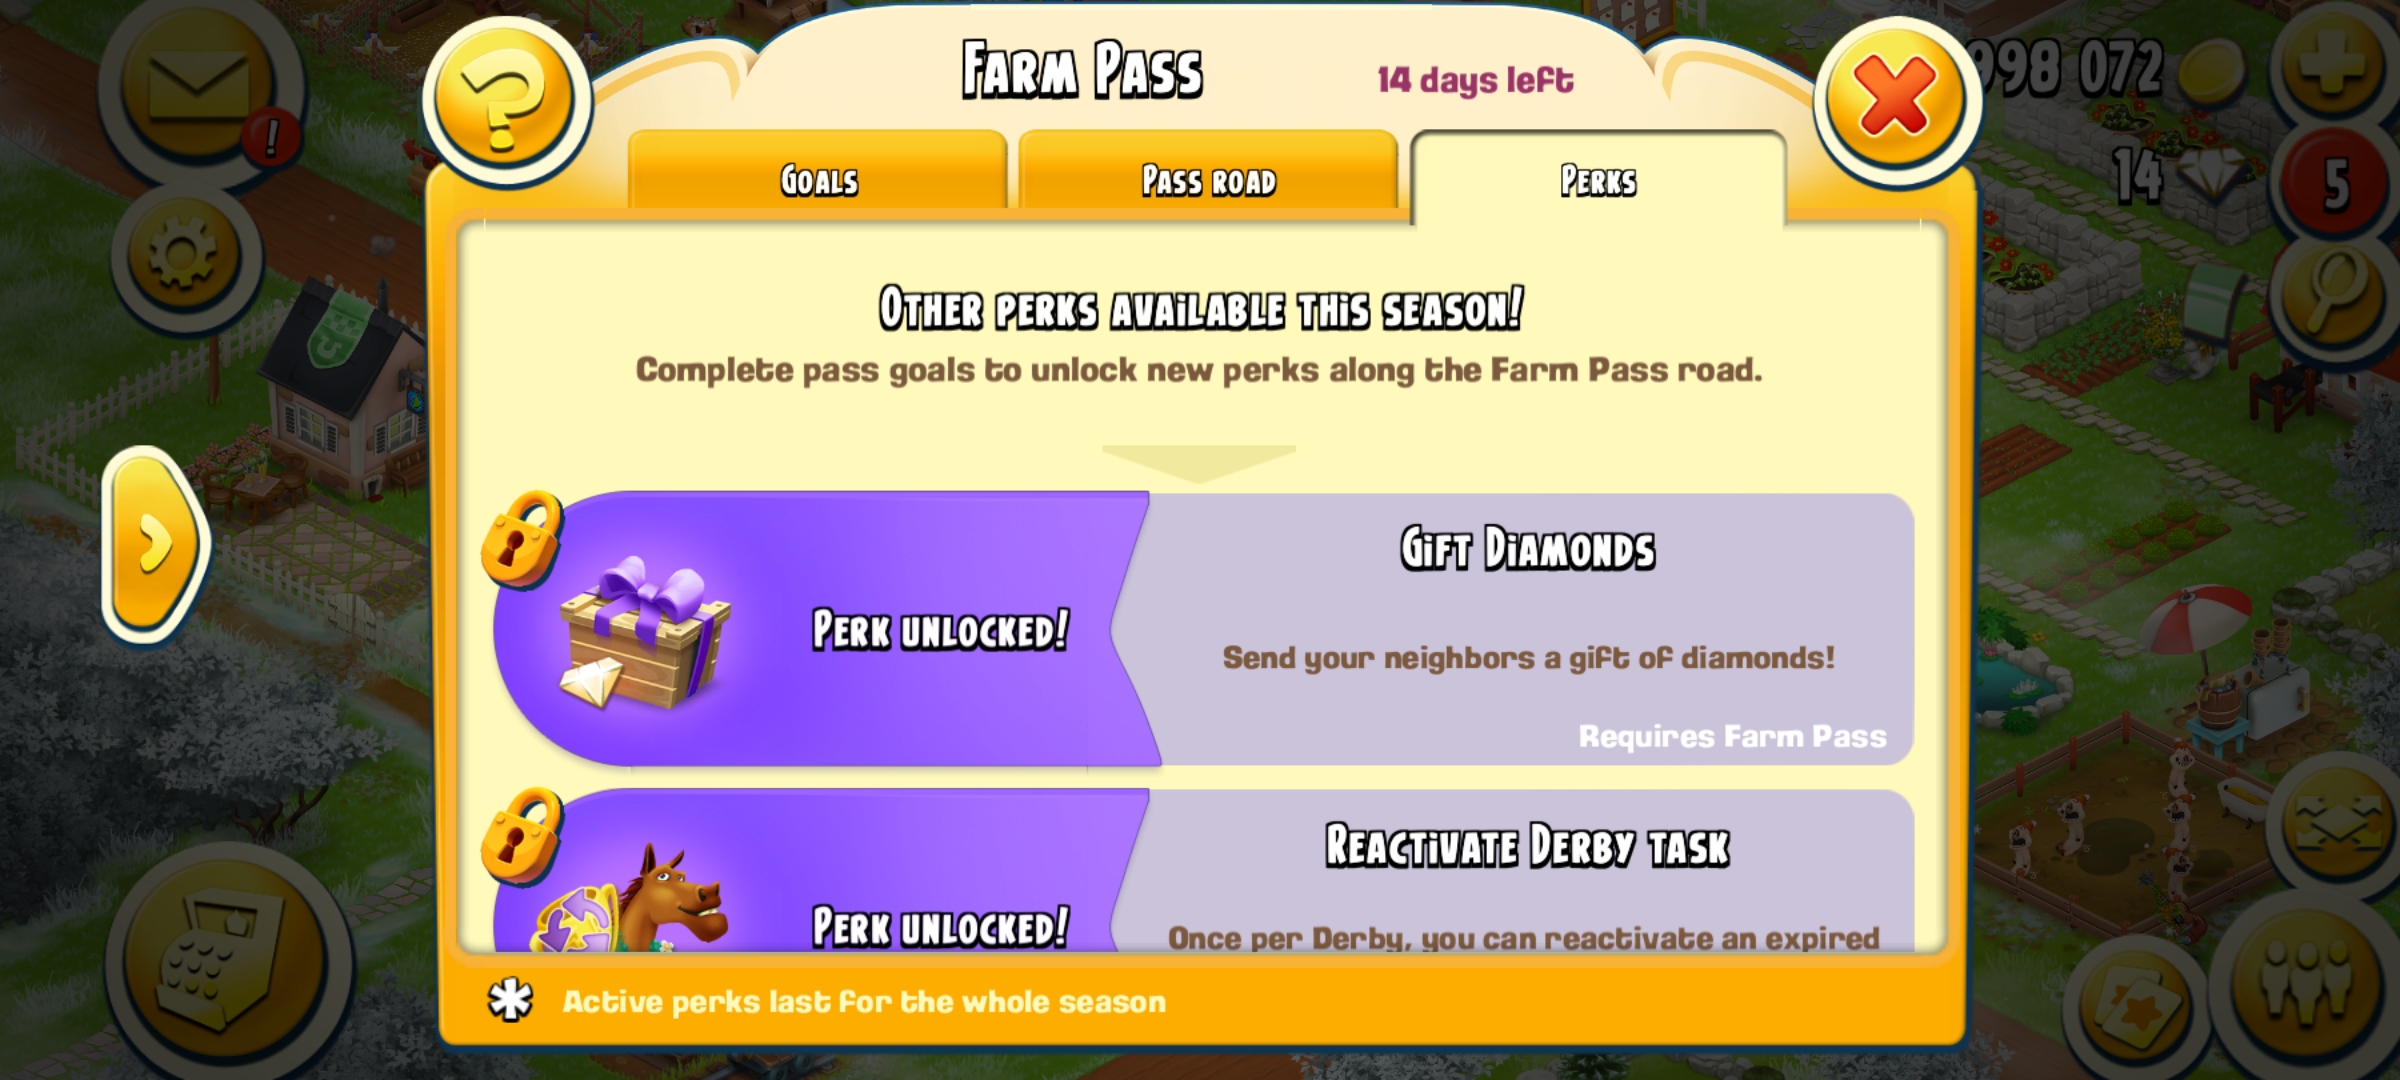 FARM PASS
14 days left
998 072
14
5
GOALS
PASS ROAD
PERKS
OTHER PERKS AVAILABLE THIS SEASON!
Complete pass goals to unlock new perks along the Farm Pass road.
PERK UNLOCKED!
GIFT DIAMONDS
Send your neighbors a gift of diamonds!
Requires Farm Pass
PERK UNLOCKED!
REACTIVATE DERBY TASK
Once per Derby, you can reactivate an expired
Active perks last for the whole season